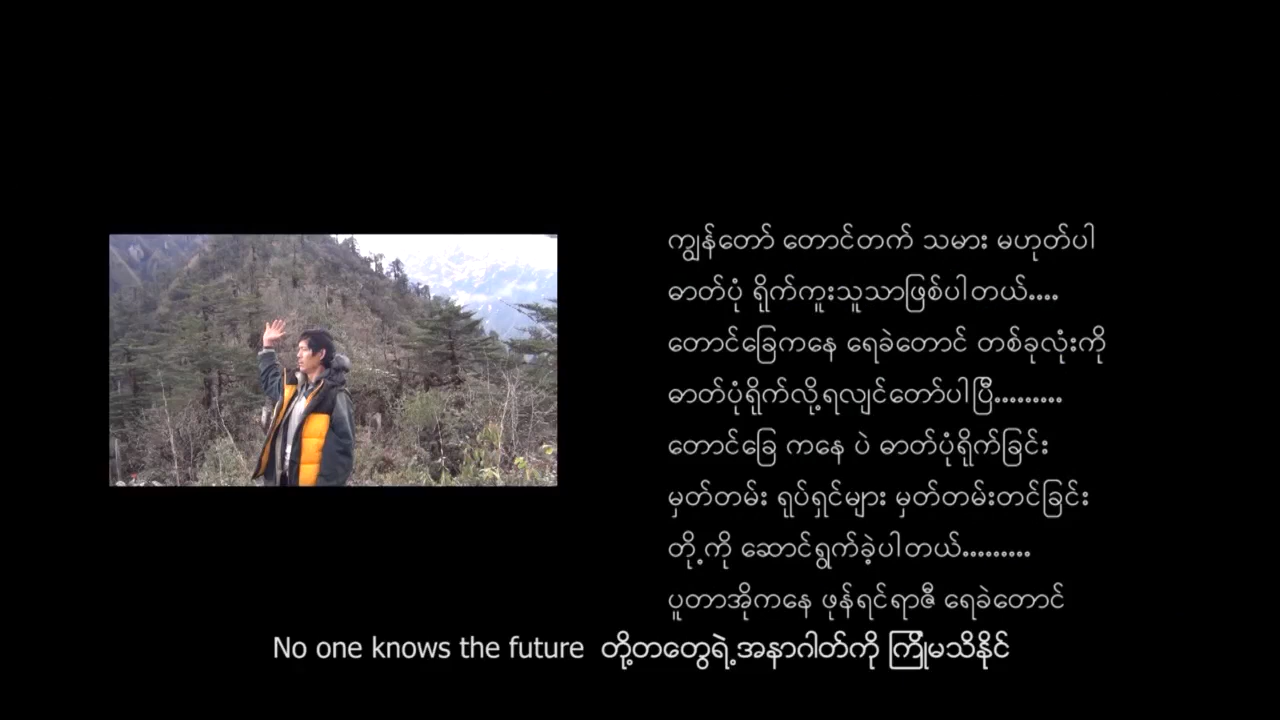 ကျွန်တော် တောင်တက် သမား မဟုတ်ပါ
ဓာတ်ပုံ ရိုက်ကူးသူသာဖြစ်ပါတယ်....
တောင်ခြေကနေ ရေခဲတောင် တစ်ခုလုံးကို
ဓာတ်ပုံရိုက်လို့ရလျင်တော်ပါပြီ.........
တောင်ခြေ ကနေ ပဲ ဓာတ်ပုံရိုက်ခြင်း
မှတ်တမ်း ရုပ်ရှင်များ မှတ်တမ်းတင်ခြင်း
တို့ကို ဆောင်ရွက်ခဲ့ပါတယ်.........
ပူတာအိုကနေ ဖုန်ရင်ရာဇီ ရေခဲတောင်
No one knows the future တို့တတွေရဲ့အနာဂါတ်ကို ကြိုမသိနိုင်